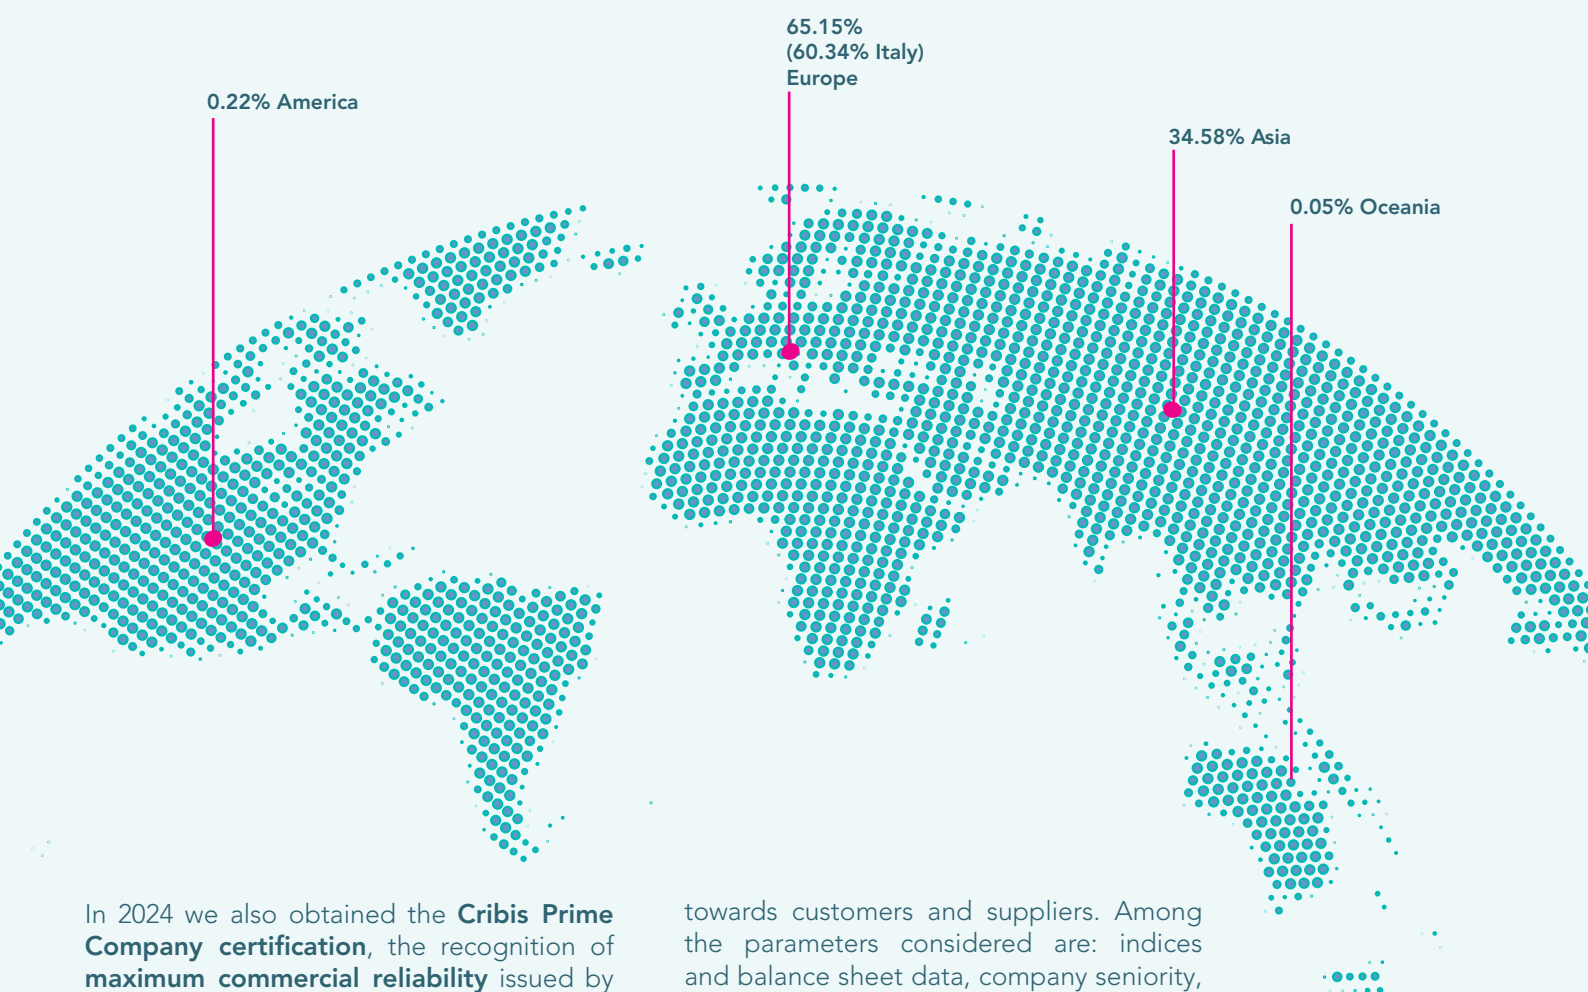 65.15%
(60.34% Italy)
Europe
0.22% America
34.58% Asia
0.05% Oceania
In 2024 we also obtained the Cribis Prime
Company certification, the recognition of
maximum commercial reliability issued by
towards customers and suppliers. Among
the parameters considered are: indices
and balance sheet data, company seniority,